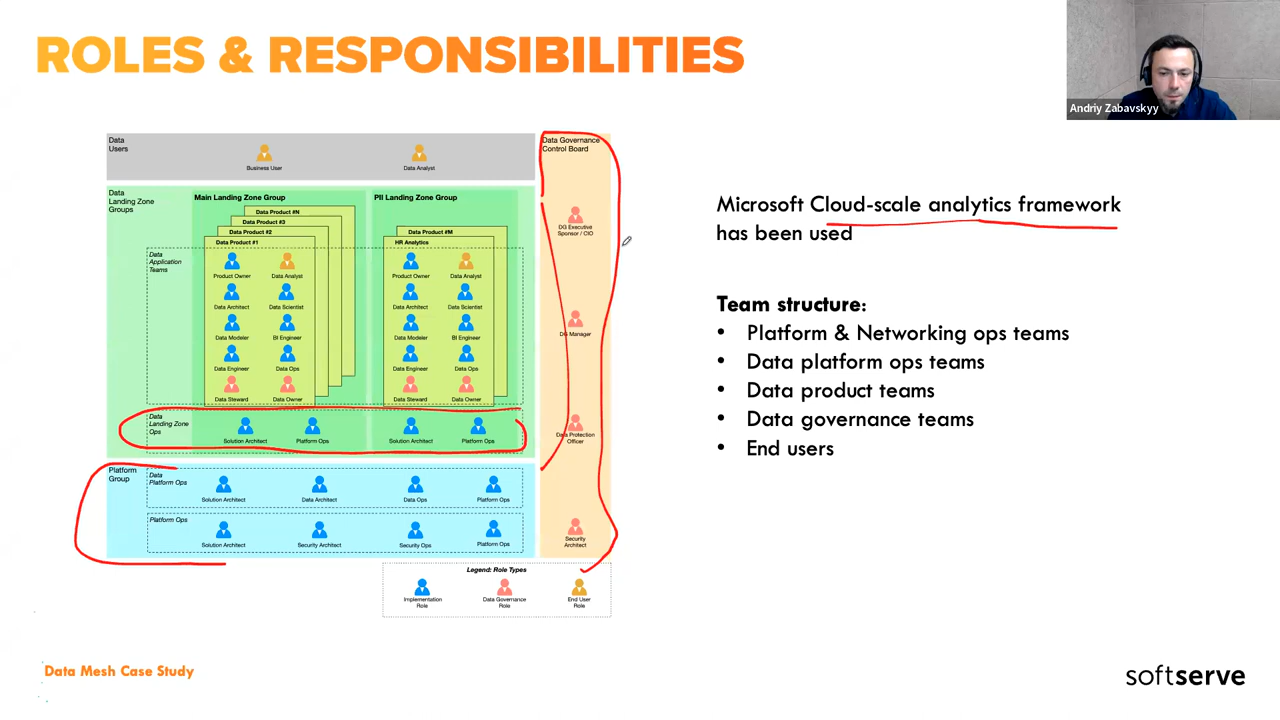 ROLES & RESPONSIBILITIES
Andriy Zabavskyy
Data
Users
Business User
Data Analyst
Data Governance
Control Board
DG Executive
Sponsor / CIO
DG Manager
Data Protection
Officer
Security
Architect
Data
Landing Zone
Groups
Main Landing Zone Group
PII Landing Zone Group
Data Product #N
Data Product #3
Data Product #2
Data Product #1
Data Product #M
HR Analytics
Data
Application
Teams
Product Owner
Data Analyst
Product Owner
Data Analyst
Data Architect
Data Scientist
Data Architect
Data Scientist
Data Modeler
BI Engineer
Data Modeler
BI Engineer
Data Engineer
Data Ops
Data Engineer
Data Ops
Data Steward
Data Owner
Data Steward
Data Owner
Data
Landing Zone
Ops
Solution Architect
Platform Ops
Solution Architect
Platform Ops
Platform
Group
Data
Platform Ops
Solution Architect
Data Architect
Data Ops
Platform Ops
Platform Ops
Solution Architect
Security Architect
Security Ops
Platform Ops
Legend: Role Types
Implementation
Role
Data Governance
Role
End User
Role
Microsoft Cloud-scale analytics framework
has been used
Team structure:
• Platform & Networking ops teams
• Data platform ops teams
• Data product teams
• Data governance teams
• End users
Data Mesh Case Study
softserve